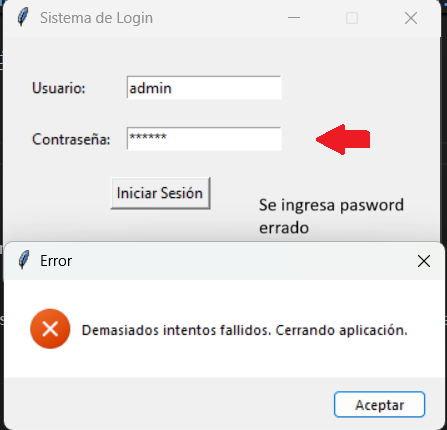 Sistema de Login
Usuario:
admin
Contraseña:
******
Iniciar Sesión
Se ingresa pasword
errado
Error
Demasiados intentos fallidos. Cerrando aplicación.
Aceptar